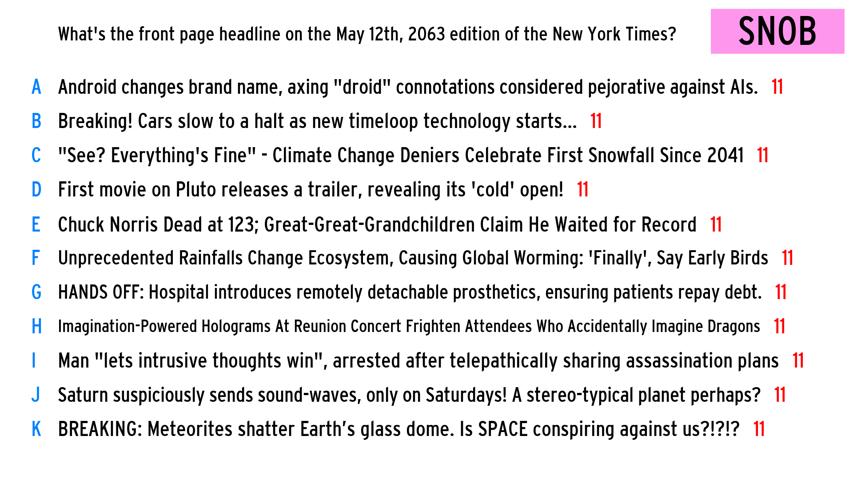 What's the front page headline on the May 12th, 2063 edition of the New York Times?
SNOB
A Android changes brand name, axing "droid" connotations considered pejorative against AIs. 11
B Breaking! Cars slow to a halt as new timeloop technology starts... 11
C "See? Everything's Fine" - Climate Change Deniers Celebrate First Snowfall Since 2041 11
D First movie on Pluto releases a trailer, revealing its 'cold' open! 11
E Chuck Norris Dead at 123; Great-Great-Grandchildren Claim He Waited for Record 11
F Unprecedented Rainfalls Change Ecosystem, Causing Global Worming: 'Finally', Say Early Birds 11
G HANDS OFF: Hospital introduces remotely detachable prosthetics, ensuring patients repay debt. 11
H Imagination-Powered Holograms At Reunion Concert Frighten Attendees Who Accidentally Imagine Dragons 11
I Man "lets intrusive thoughts win", arrested after telepathically sharing assassination plans 11
J Saturn suspiciously sends sound-waves, only on Saturdays! A stereo-typical planet perhaps? 11
K BREAKING: Meteorites shatter Earth’s glass dome. Is SPACE conspiring against us?!?!? 11